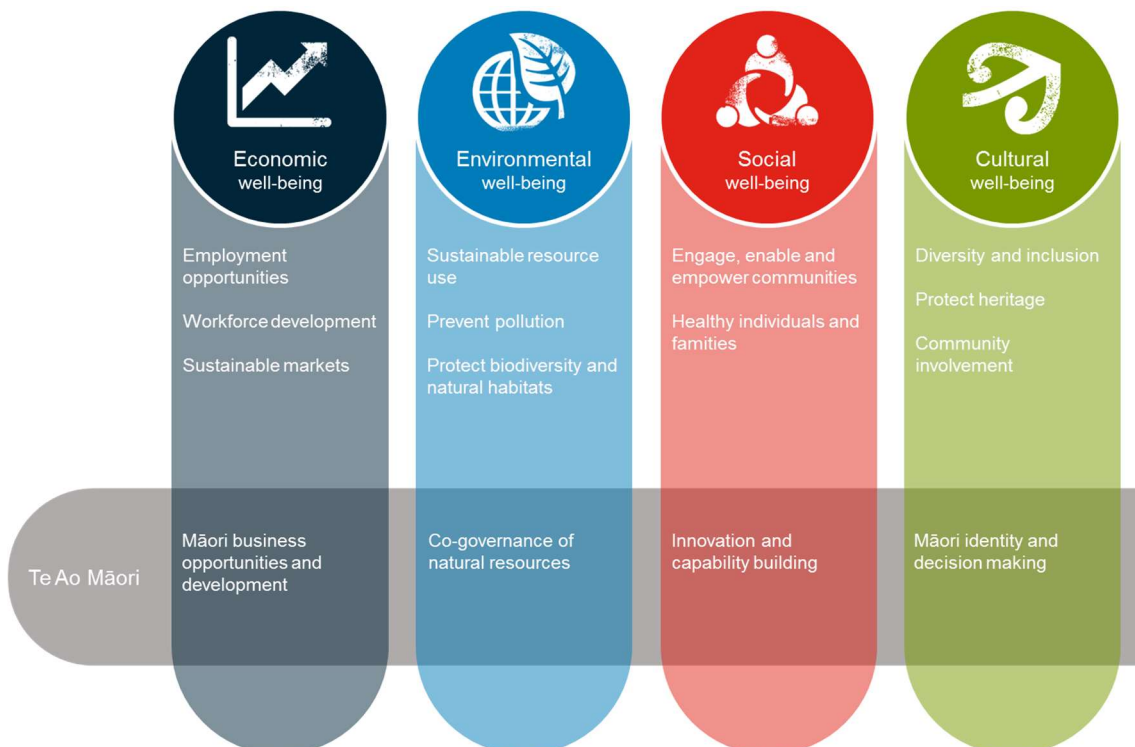 Economic
well-being
Employment
opportunities
Workforce development
Sustainable markets
Environmental
well-being
Sustainable resource
use
Prevent pollution
Protect biodiversity and
natural habitats
Social
well-being
Engage, enable and
empower communities
Healthy individuals and
famities
Cultural
well-being
Diversity and inclusion
Protect heritage
Community
involvement
Te Ao Māori
Māori business
opportunities and
development
Co-governance of
natural resources
Innovation and
capability building
Māori identity and
decision making